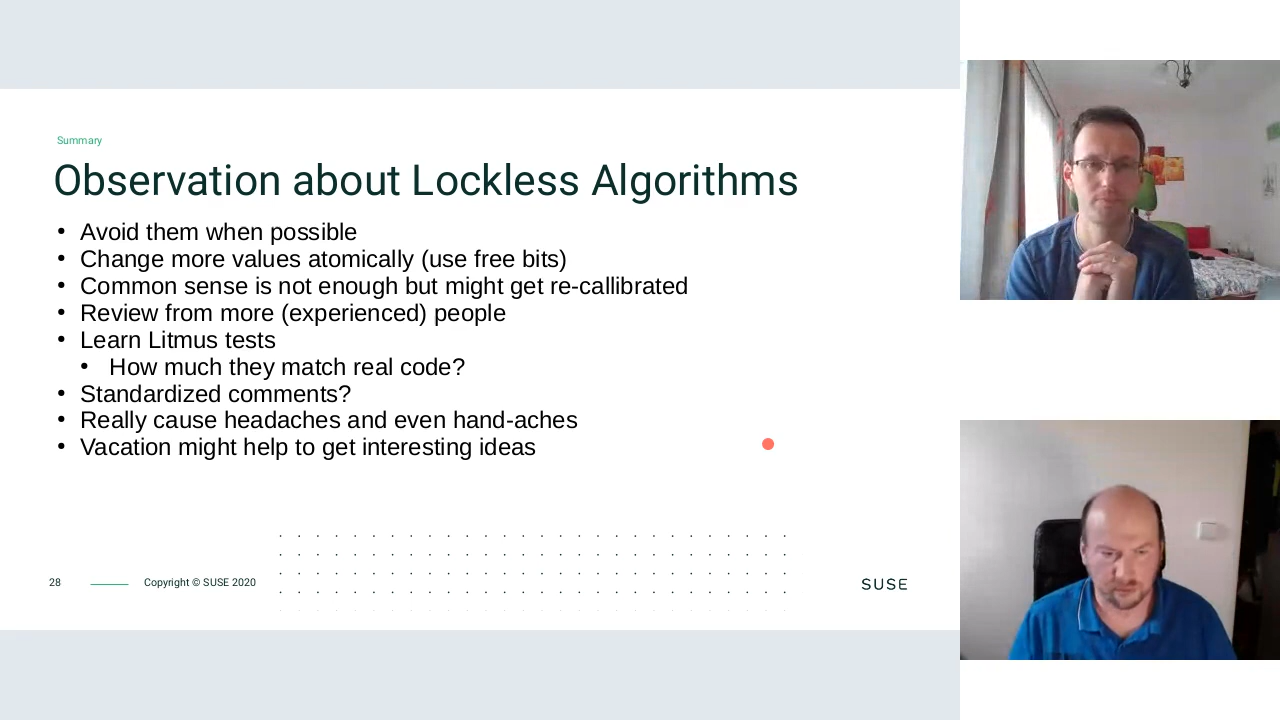 Summary
Observation about Lockless Algorithms
• Avoid them when possible
• Change more values atomically (use free bits)
• Common sense is not enough but might get re-callibrated
• Review from more (experienced) people
• Learn Litmus tests
• How much they match real code?
• Standardized comments?
• Really cause headaches and even hand-aches
• Vacation might help to get interesting ideas
28 Copyright © SUSE 2020 SUSE